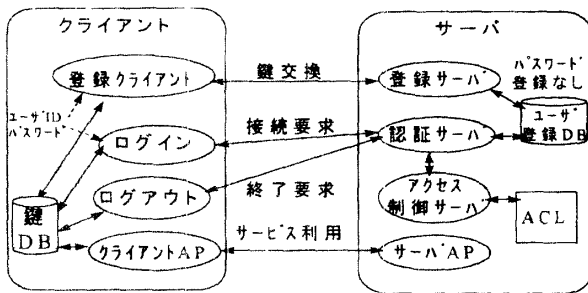 クライアント
サーバ
登録クライアント
鍵交換
登録サーバ
パスワード
登録なし
ユーザID
パスワード
ログイン
接続要求
認証サーバ
ユーザ
登録DB
ログアウト
終了要求
アクセス
制御サーバ
ACL
鍵
DB
クライアントAP
サービス利用
サーバAP